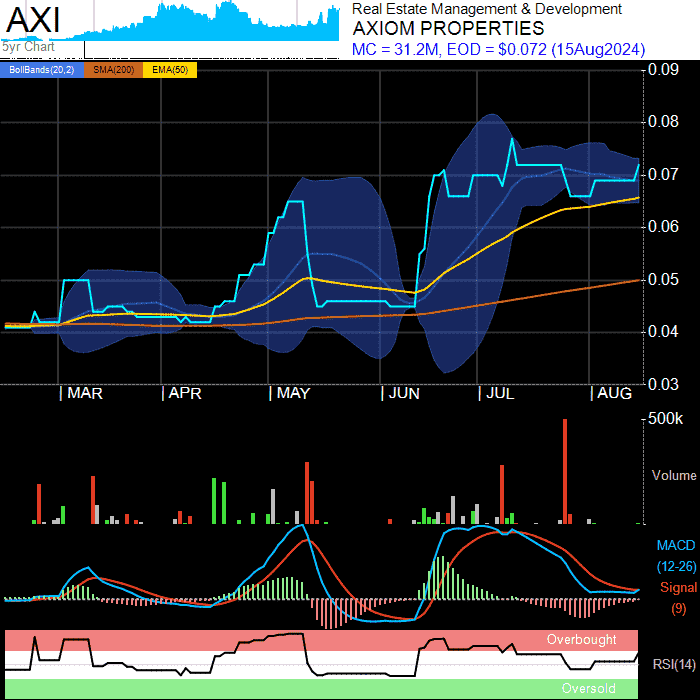 AXI
5yr Chart
Real Estate Management & Development
AXIOM PROPERTIES
MC = 31.2M, EOD = $0.072 (15Aug2024)
BollBands(20,2) SMA(200) EMA(50)
0.09
0.08
0.07
0.06
0.05
0.04
0.03
MAR APR MAY JUN JUL AUG
500k
Volume
MACD
(12-26)
Signal
(9)
Overbought
RSI(14)
Oversold